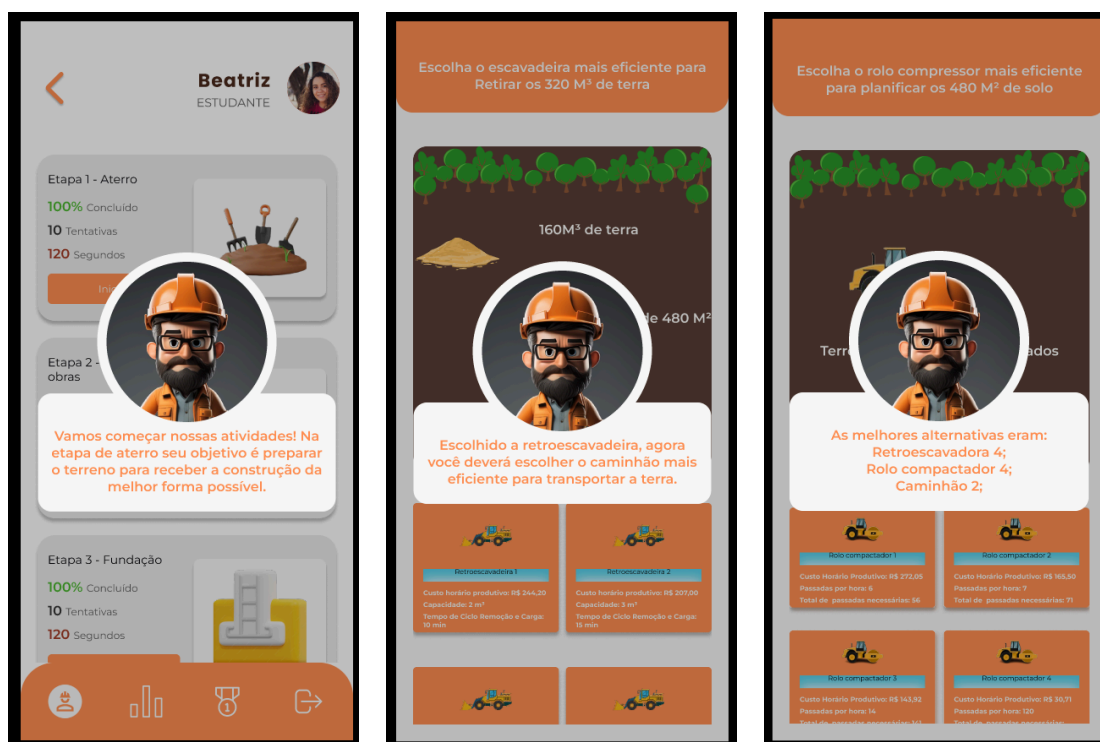 Beatriz
ESTUDANTE
Etapa 1 - Aterro
100% Concluído
10 Tentativas
120 Segundos
Etapa 2 -
obras
Vamos começar nossas atividades! Na
etapa de aterro seu objetivo é preparar
o terreno para receber a construção da
melhor forma possível.
Etapa 3 - Fundação
100% Concluído
10 Tentativas
120 Segundos
1
Escolha o escavadeira mais eficiente para
Retirar os 320 M³ de terra
160M³ de terra
de 480 M²
Escolhido a retroescavadeira, agora
você deverá escolher o caminhão mais
eficiente para transportar a terra.
Retroescavadeira 1
Custo horário produtivo: R$ 244,20
Capacidade: 2 m³
Tempo de Ciclo Remoção e Carga:
10 min
Retroescavadeira 2
Custo horário produtivo: R$ 207,00
Capacidade: 3 m³
Tempo de Ciclo Remoção e Carga:
15 min
Escolha o rolo compressor mais eficiente
para planificar os 480 M² de solo
As melhores alternativas eram:
Retroescavadora 4;
Rolo compactador 4;
Caminhão 2;
Rolo compactador 1
Custo Horário Produtivo: R$ 272,05
Passadas por hora: 6
Total de passadas necessárias: 56
Rolo compactador 2
Custo Horário Produtivo: R$ 165,50
Passadas por hora: 7
Total de passadas necessárias: 71
Rolo compactador 3
Custo Horário Produtivo: R$ 143,92
Passadas por hora: 14
Total de passadas necessárias:
Rolo compactador 4
Custo Horário Produtivo: R$ 30,71
Passadas por hora: 120
Total de passadas necessárias: